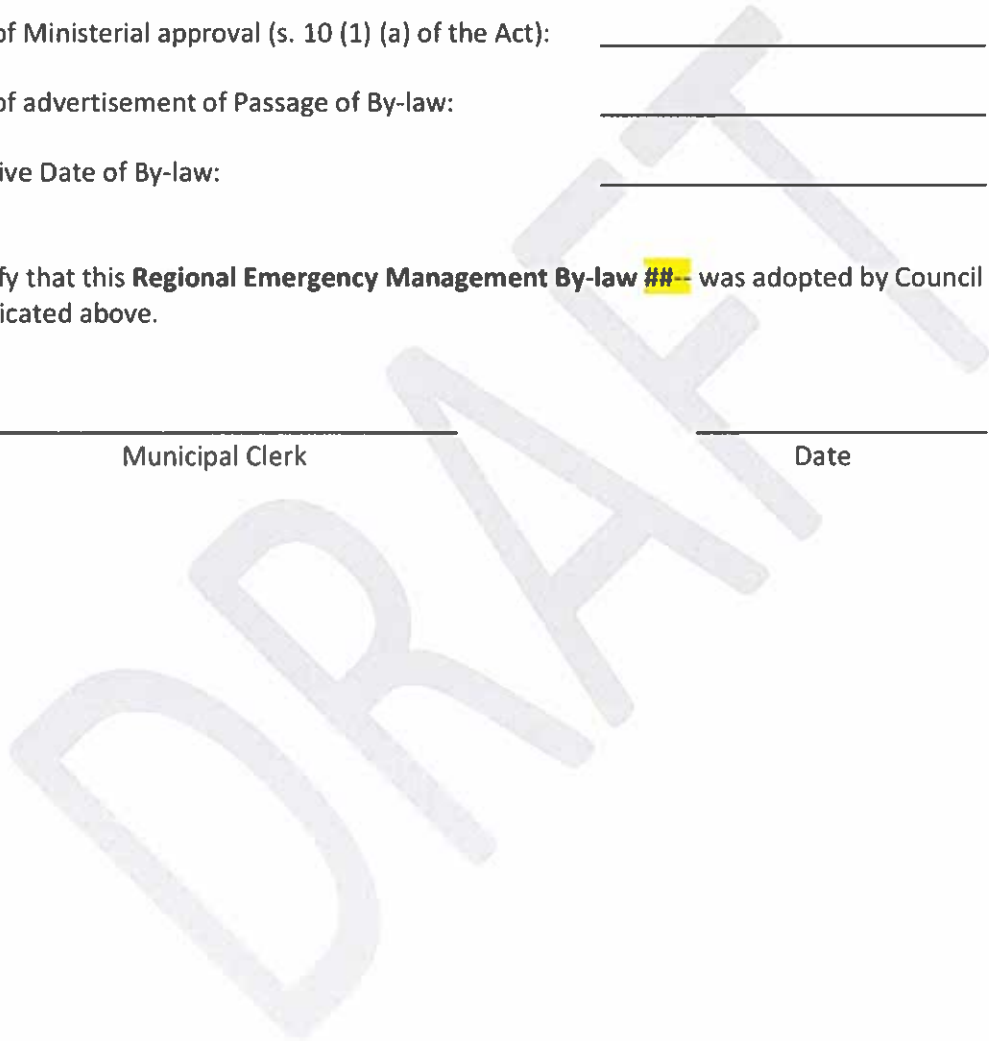 of Ministerial approval (s. 10 (1) (a) of the Act):
of advertisement of Passage of By-law:
ive Date of By-law:
fy that this Regional Emergency Management By-law ##-- was adopted by Council
icated above.
Municipal Clerk Date
DRAFT